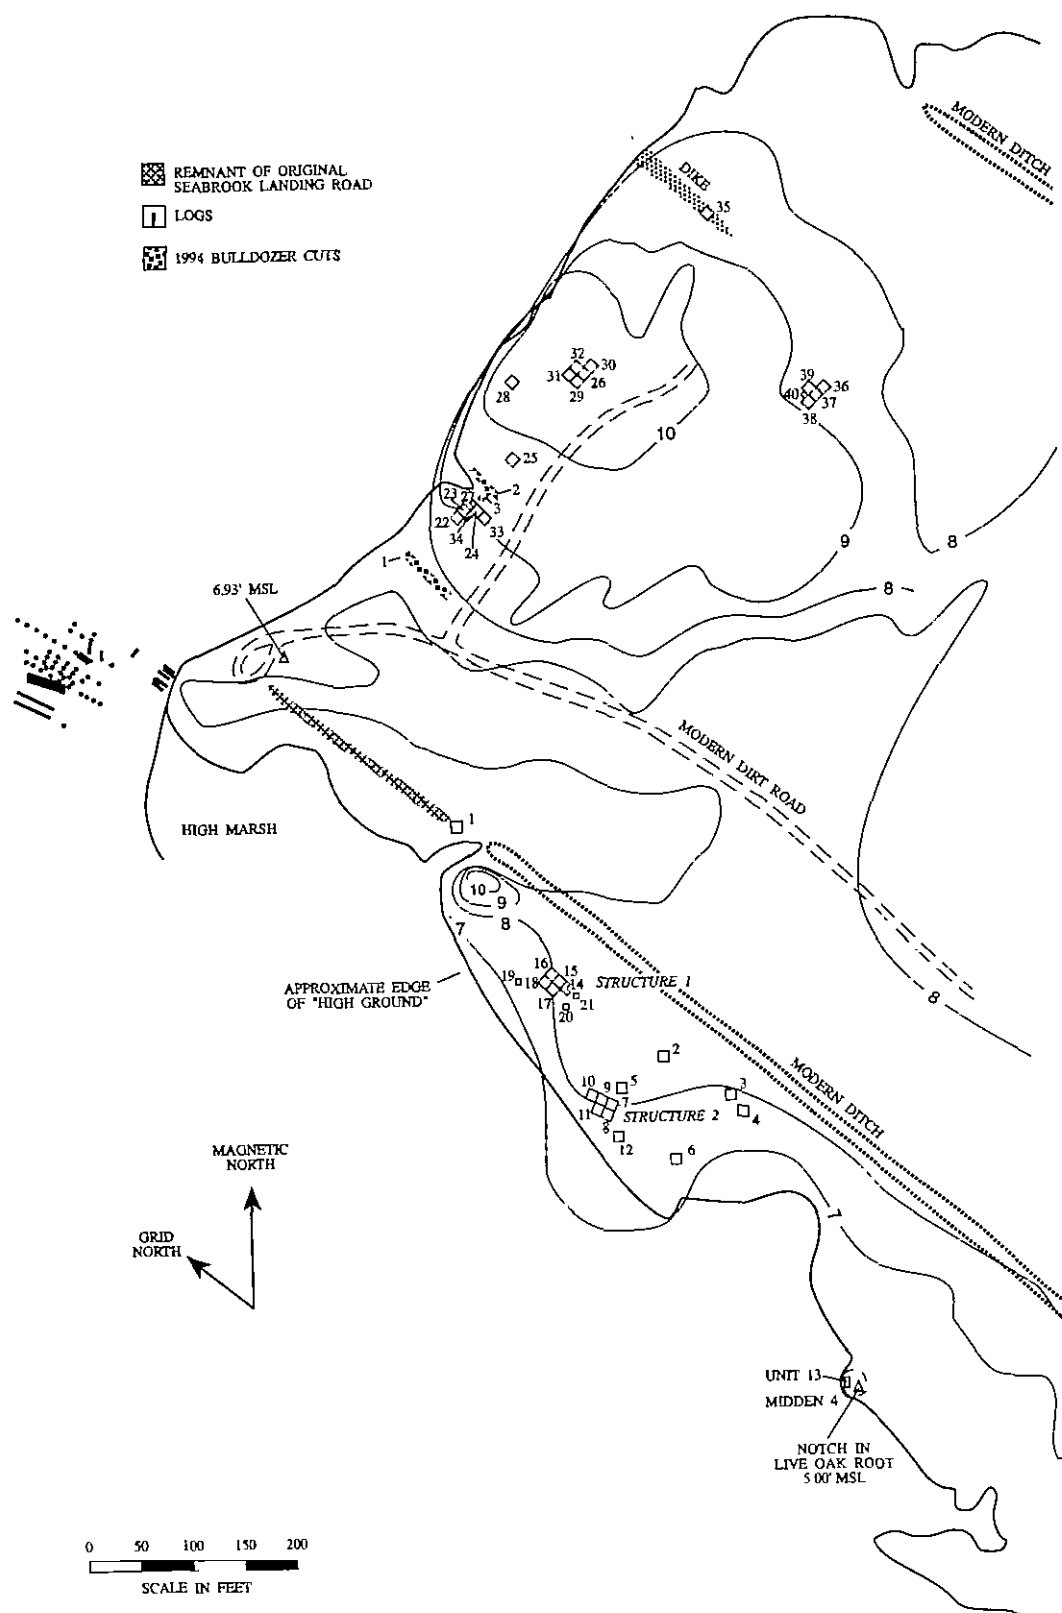 MODERN DITCH
REMNANT OF ORIGINAL
SEABROOK LANDING ROAD
LOGS
1994 BULLDOZER CUTS
DIKE
35
32
30
31
26
29
28
39
36
40
37
38
10
25
2
23
27
3
22
34
24
33
9
8
1
8
6.93' MSL
MODERN DIRT ROAD
HIGH MARSH
1
10
9
8
7
8
16
15
19
18
14
STRUCTURE 1
17
21
20
APPROXIMATE EDGE
OF "HIGH GROUND"
2
MODERN DITCH
10
9
5
3
7
11
STRUCTURE 2
4
8
12
6
MAGNETIC
NORTH
7
GRID
NORTH
UNIT 13
MIDDEN 4
NOTCH IN
LIVE OAK ROOT
5 00' MSL
0 50 100 150 200
SCALE IN FEET